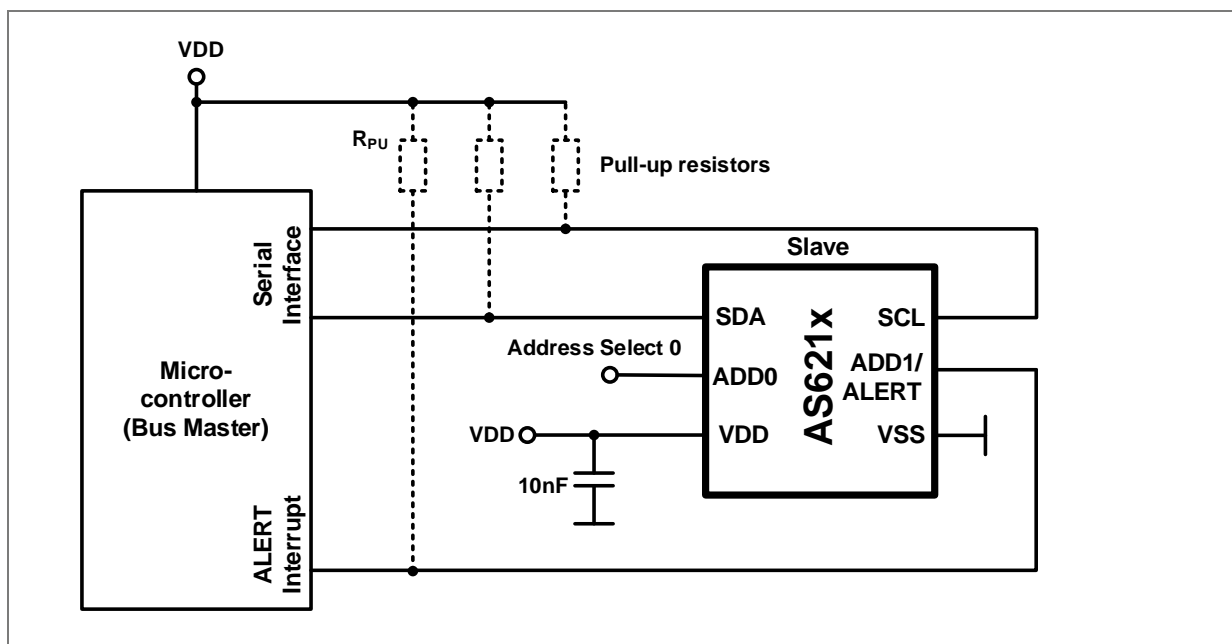 VDD
RPU
Pull-up resistors
Serial
Interface
Slave
SDA
SCL
Address Select 0
ADD0
ADD1/
ALERT
AS621x
Micro-
controller
(Bus Master)
VDD
VDD
VSS
10nF
ALERT
Interrupt